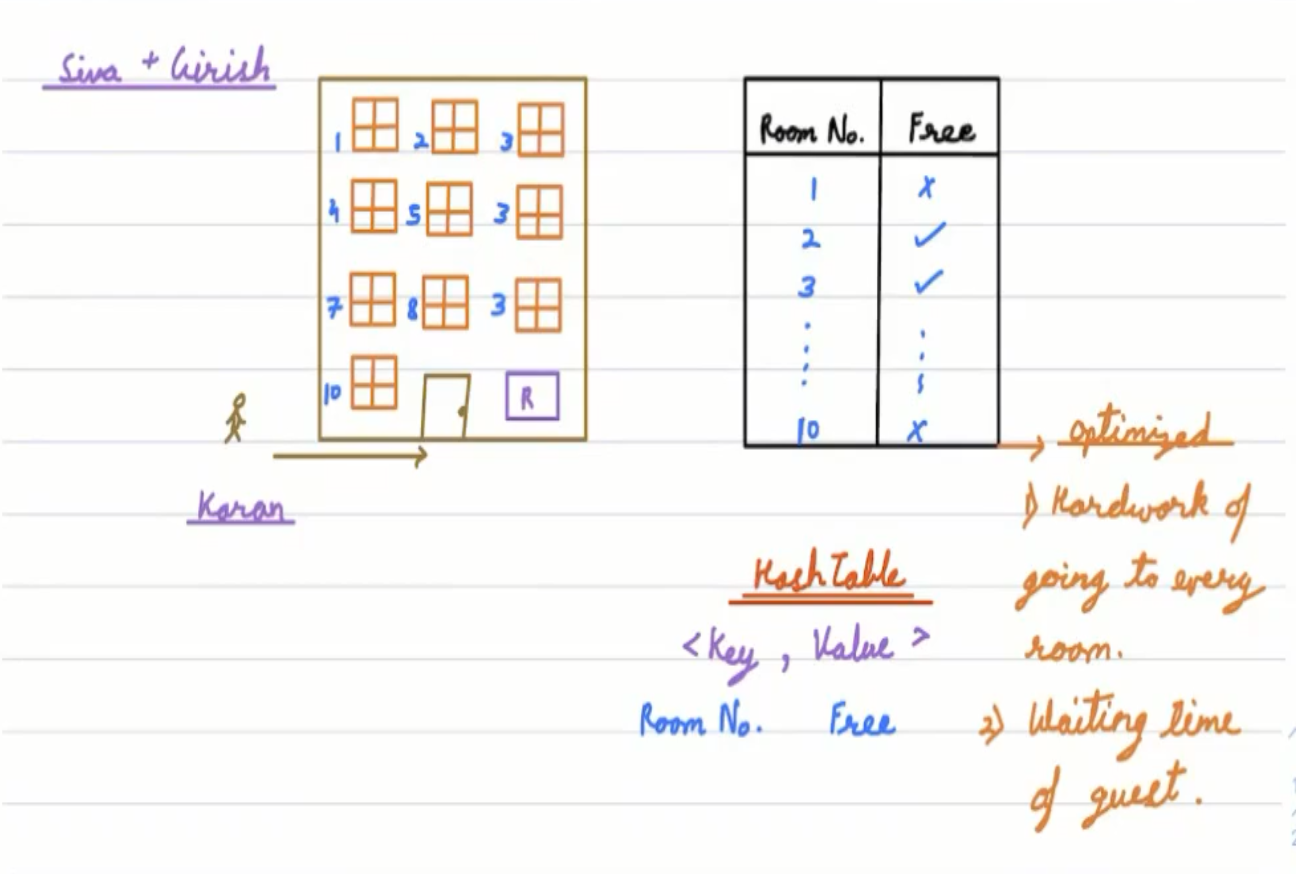 Siva + Girish
1 2 3
4 5 3
7 8 3
10 R
Karan
Room No. Free
1 x
2 ✓
3 ✓
10 x
Optimized
1) Hardwork of
going to every
room.
2) Waiting time
of guest.
Hash Table
<Key, Value>
Room No. Free